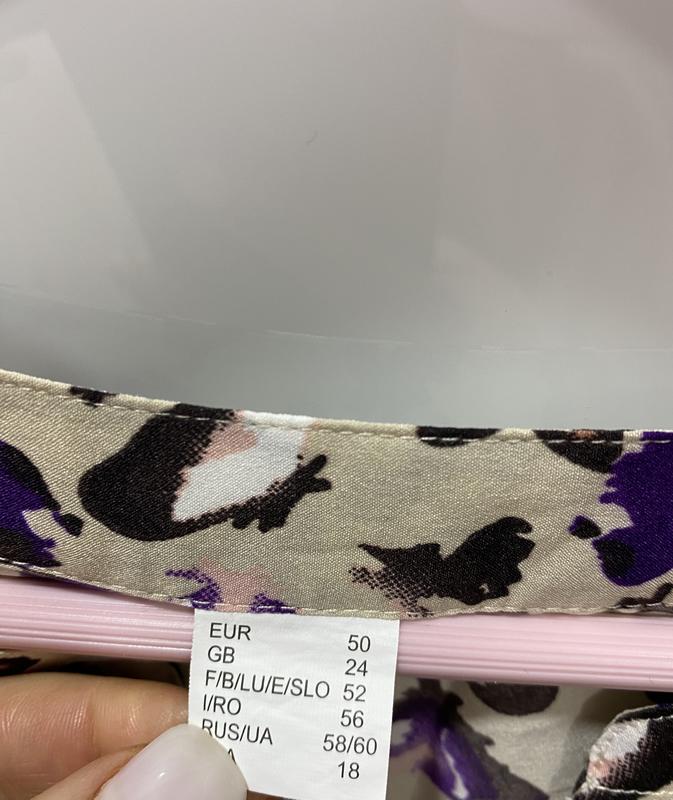 EUR 50
GB 24
F/B/LU/E/SLO 52
I/RO 56
RUS/UA 58/60
A 18